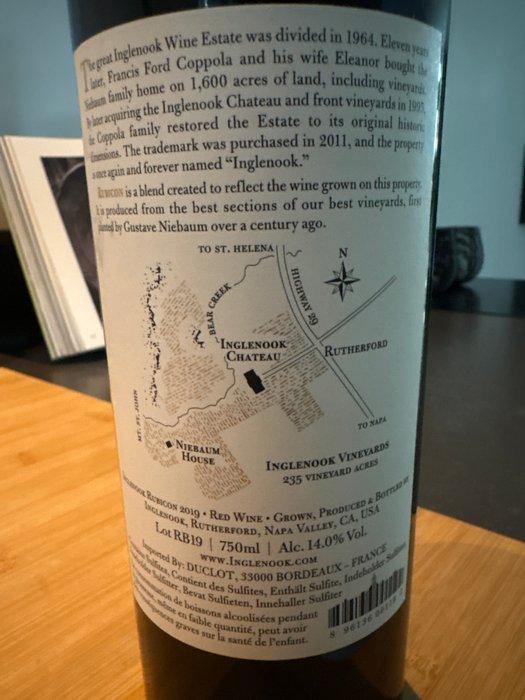 The great Inglenook Wine Estate was divided in 1964. Eleven years
later, Francis Ford Coppola and his wife Eleanor bought the
Niebaum family home on 1,600 acres of land, including vineyards.
By later acquiring the Inglenook Chateau and front vineyards in 1995,
the Coppola family restored the Estate to its original historic
dimensions. The trademark was purchased in 2011, and the property
is once again and forever named “Inglenook.”
RUBICON is a blend created to reflect the wine grown on this property.
It is produced from the best sections of our best vineyards, first
planted by Gustave Niebaum over a century ago.
TO ST. HELENA
N
HIGHWAY 29
BEAR CREEK
INGLENOOK
CHATEAU
RUTHERFORD
MT. ST. JOHN
TO NAPA
NIEBAUM
HOUSE
INGLENOOK VINEYARDS
235 VINEYARD ACRES
INGLENOOK RUBICON 2019 • RED WINE • GROWN, PRODUCED & BOTTLED BY
INGLENOOK, RUTHERFORD, NAPA VALLEY, CA, USA
Lot RB19 | 750ml | Alc. 14.0% Vol.
WWW.INGLENOOK.COM
Imported By: DUCLOT, 33000 BORDEAUX - FRANCE
Sulfites, Contient des Sulfites, Enthält Sulfite, Indeholder Sulfitter
Sulfitter, Bevat Sulfieten, Innehaller Sulfiter
consommation de boissons alcoolisées pendant
même en faible quantité, peut avoir
conséquences graves sur la santé de l'enfant.
8 96136